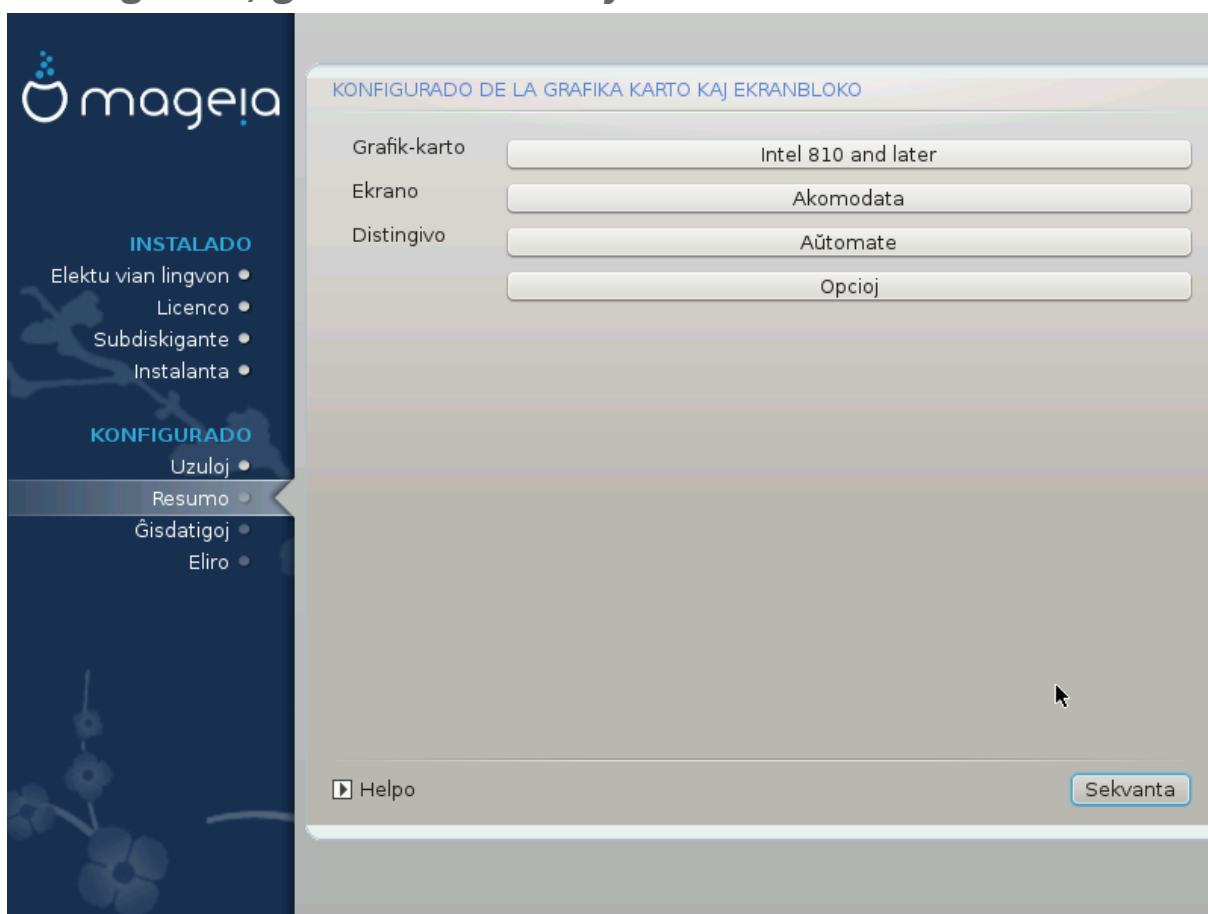 mageia
INSTALADO
Elektu vian lingvon
Licenco
Subdiskigante
Instalanta
KONFIGURADO
Uzuloj
Resumo
Ĝisdatigoj
Eliro
KONFIGURADO DE LA GRAFIKA KARTO KAJ EKRANBLOKO
Grafik-karto
Intel 810 and later
Ekrano
Akomodata
Distingivo
Aŭtomate
Opcioj
Helpo
Sekvanta